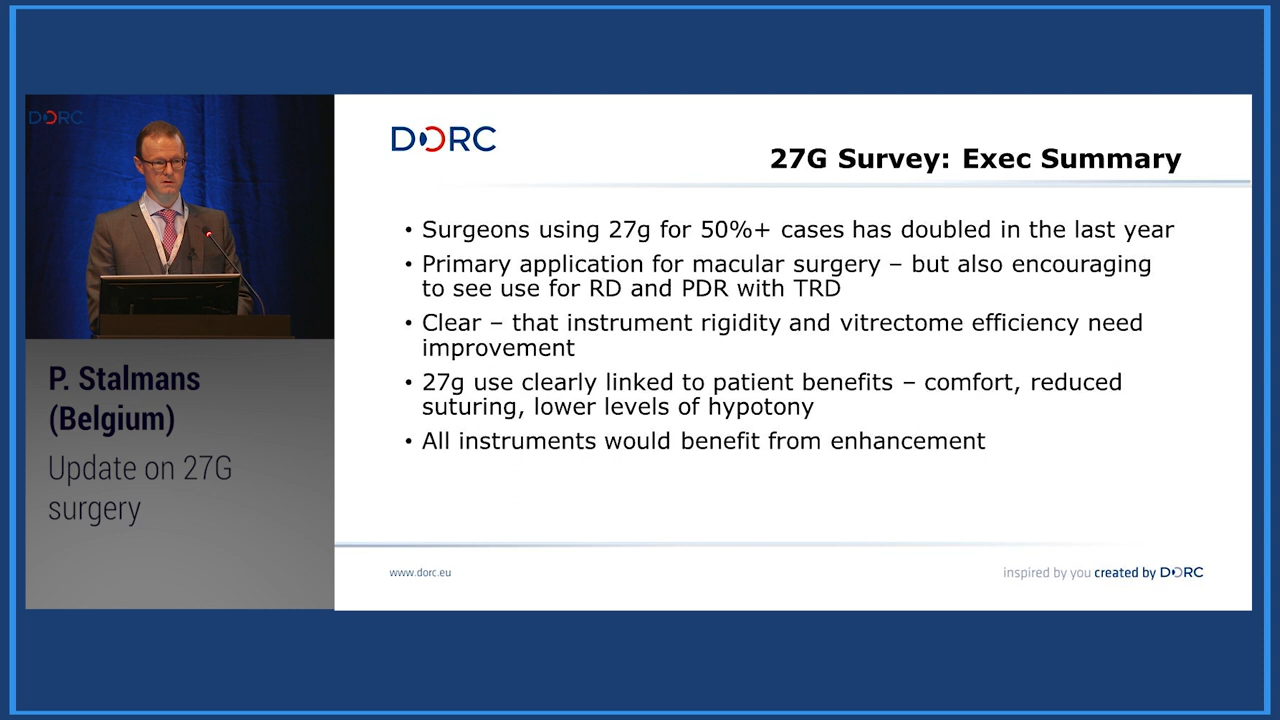 DORC
P. Stalmans
(Belgium)
Update on 27G
surgery
DORC
27G Survey: Exec Summary
• Surgeons using 27g for 50%+ cases has doubled in the last year
• Primary application for macular surgery – but also encouraging
to see use for RD and PDR with TRD
• Clear – that instrument rigidity and vitrectome efficiency need
improvement
• 27g use clearly linked to patient benefits – comfort, reduced
suturing, lower levels of hypotony
• All instruments would benefit from enhancement
www.dorc.eu
inspired by you created by DORC